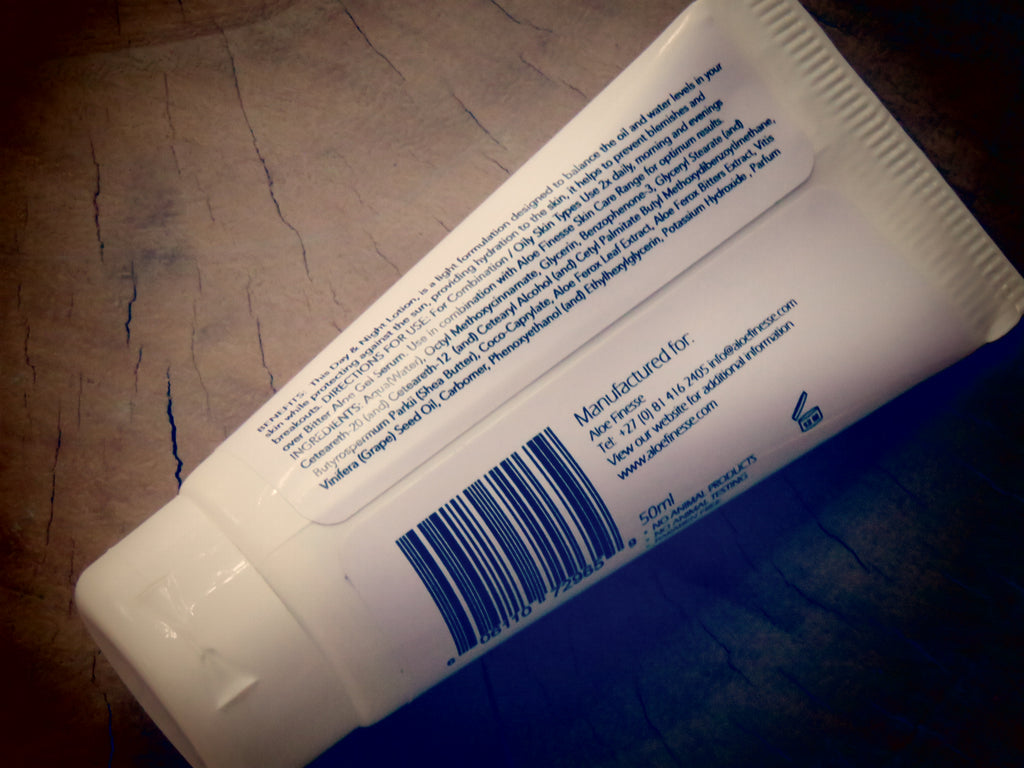 BENEFITS: This Day & Night Lotion, is a light formulation designed to balance the oil and water levels in your
skin while protecting against the sun, providing hydration to the skin, it helps to prevent blemishes and
breakouts. DIRECTIONS FOR USE: For Combination / Oily Skin Types Use 2x daily, morning and evenings
over Bitter Aloe Gel Serum. Use in combination with Aloe Finesse Skin Care Range for optimum results
INGREDIENTS: Aqua(Water), Octyl Methoxycinnamate, Glycerin, Benzophenone-3, Glyceryl Stearate (and)
Ceteareth-20 (and) Ceteareth-12 (and) Cetearyl Alcohol (and) Cetyl Palmitate Butyl Methoxydibenzoylmethane,
Butyrospermum Parkii (Shea Butter), Coco-Caprylate, Aloe Ferox Leaf Extract, Aloe Ferox Bitters Extract, Vitis
Vinifera (Grape) Seed Oil, Carbomer, Phenoxyethanol (and) Ethylhexylglycerin, Potassium Hydroxide , Parfum
Manufactured for:
Aloe Finesse
Tel: +27 (0) 81 416 2405 info@aloefinesse.com
View our website for additional information
www.aloefinesse.com
50ml
• NO ANIMAL PRODUCTS
• NO ANIMAL TESTING